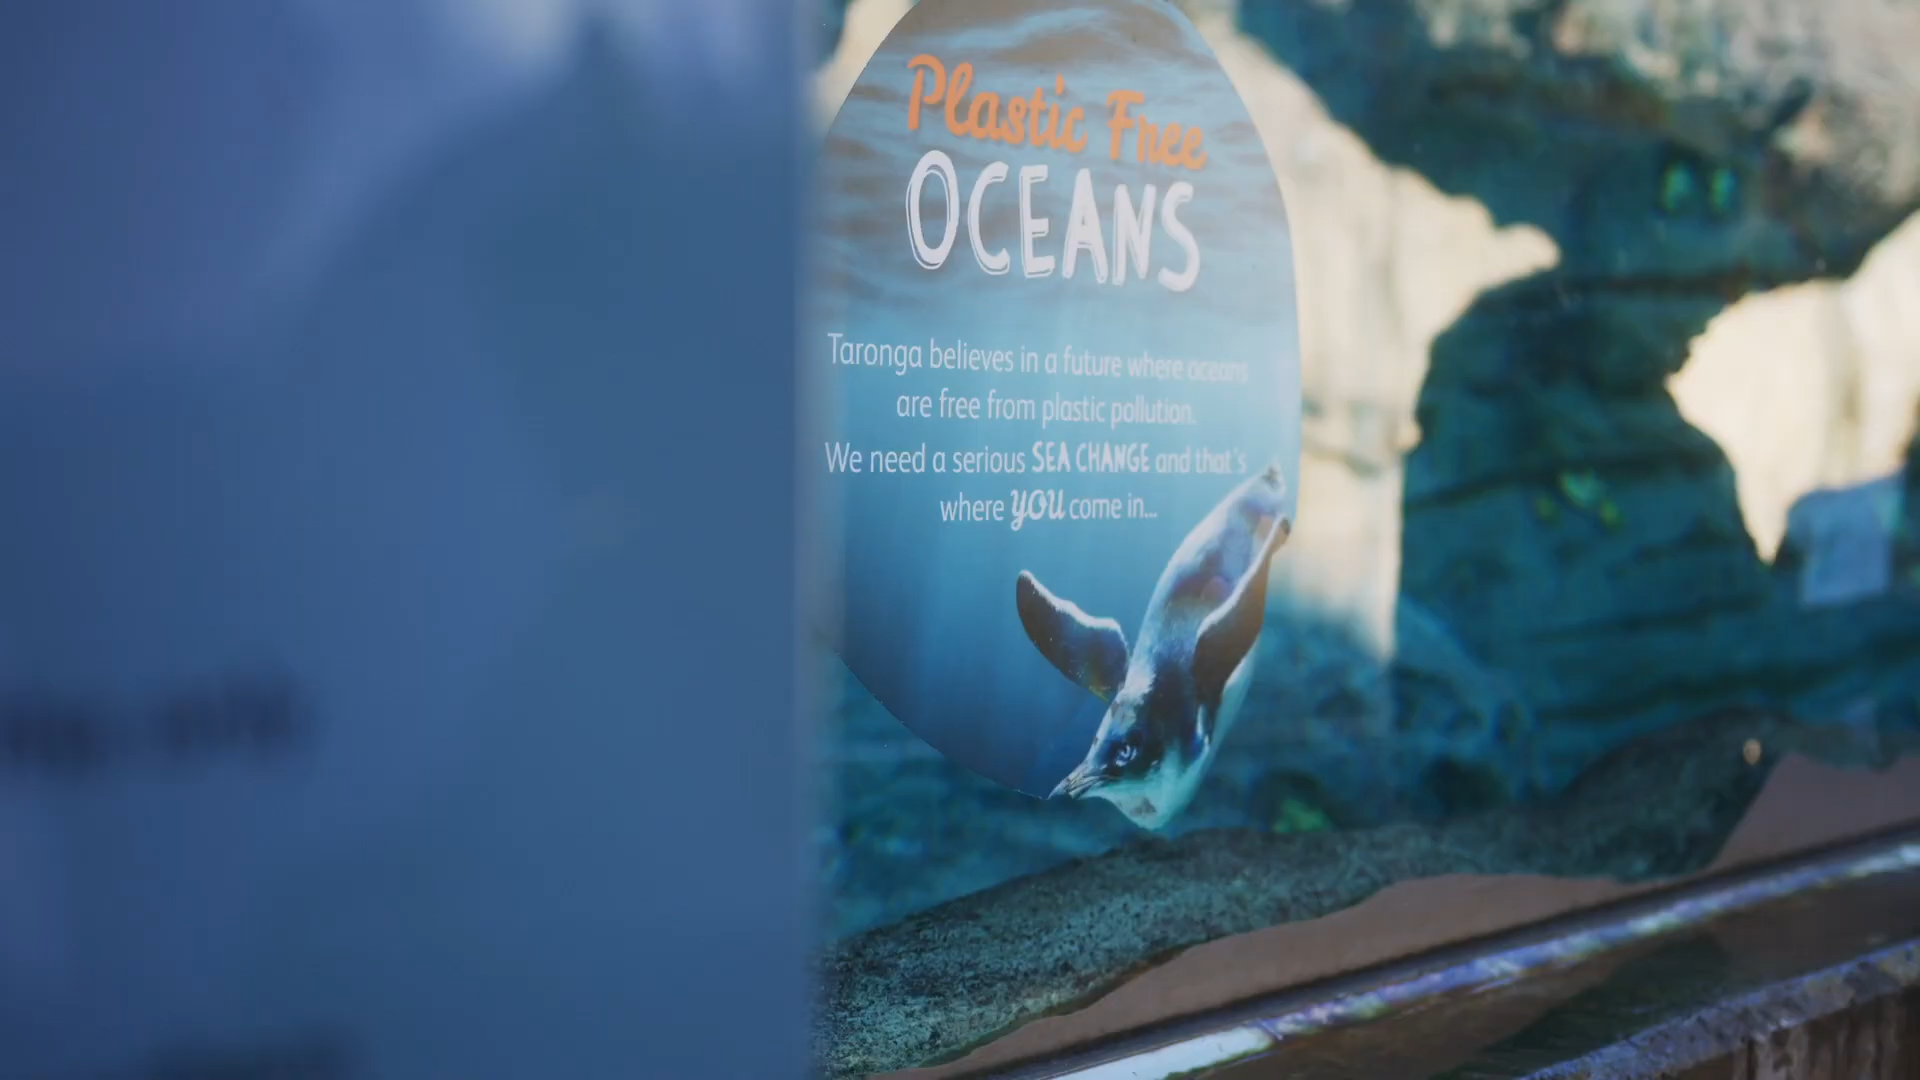 Plastic Free
OCEANS
Taronga believes in a future where oceans
are free from plastic pollution.
We need a serious SEA CHANGE and that's
where YOU come in...